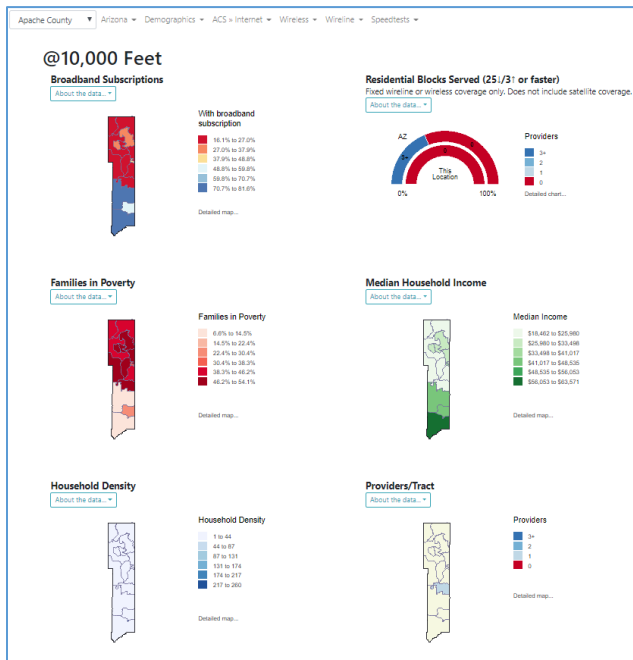 Apache County Arizona Demographics ACS » Internet Wireless Wireline Speedtests
@10,000 Feet
Broadband Subscriptions
About the data...
With broadband
subscription
16.1% to 27.0%
27.0% to 37.9%
37.9% to 48.8%
48.8% to 59.8%
59.8% to 70.7%
70.7% to 81.6%
Detailed map...
Residential Blocks Served (25↓/3↑ or faster)
Fixed wireline or wireless coverage only. Does not include satellite coverage.
About the data...
AZ
3+
0
0
This
Location
0%
100%
Providers
3+
2
1
0
Detailed chart...
Families in Poverty
About the data...
Families in Poverty
6.6% to 14.5%
14.5% to 22.4%
22.4% to 30.4%
30.4% to 38.3%
38.3% to 46.2%
46.2% to 54.1%
Detailed map...
Median Household Income
About the data...
Median Income
$18,462 to $25,980
$25,980 to $33,498
$33,498 to $41,017
$41,017 to $48,535
$48,535 to $56,053
$56,053 to $63,571
Detailed map...
Household Density
About the data...
Household Density
1 to 44
44 to 87
87 to 131
131 to 174
174 to 217
217 to 260
Detailed map...
Providers/Tract
About the data...
Providers
3+
2
1
0
Detailed map...